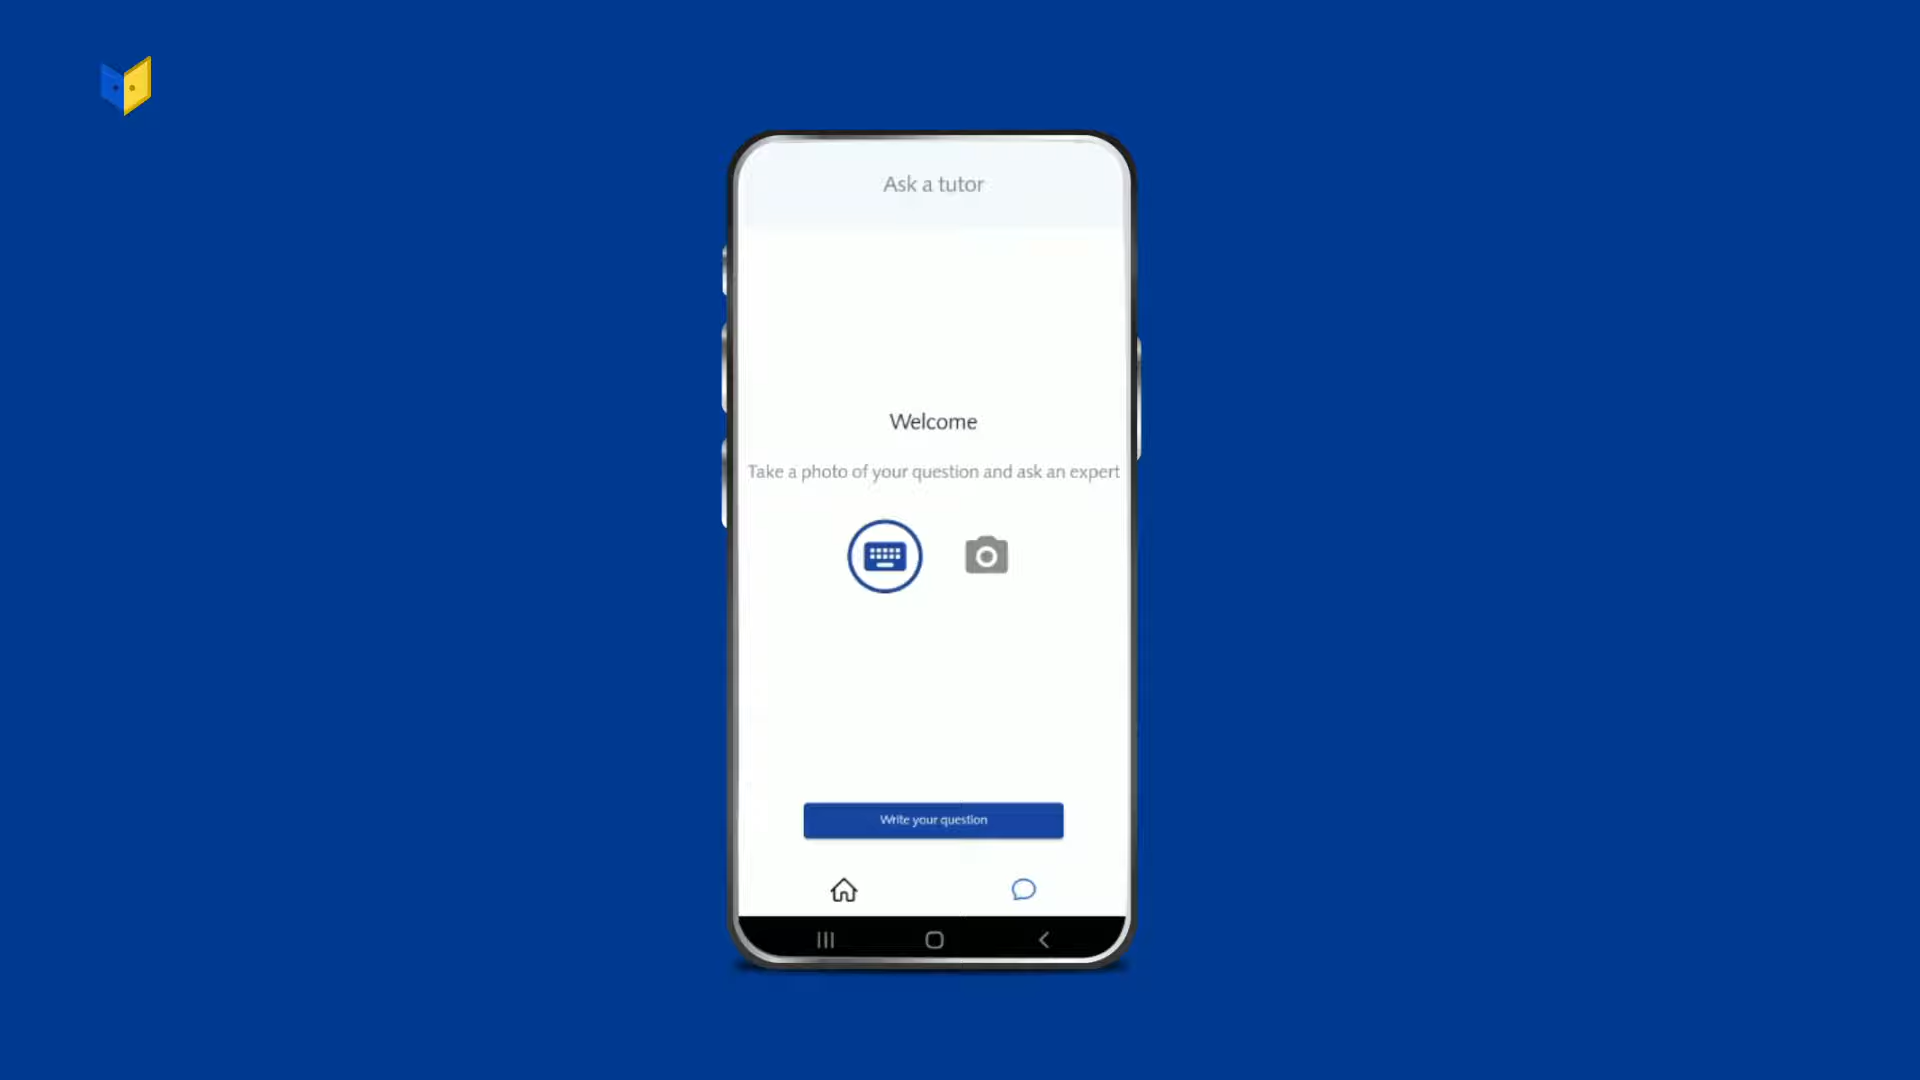 Ask a tutor
Welcome
Take a photo of your question and ask an expert
Write your question